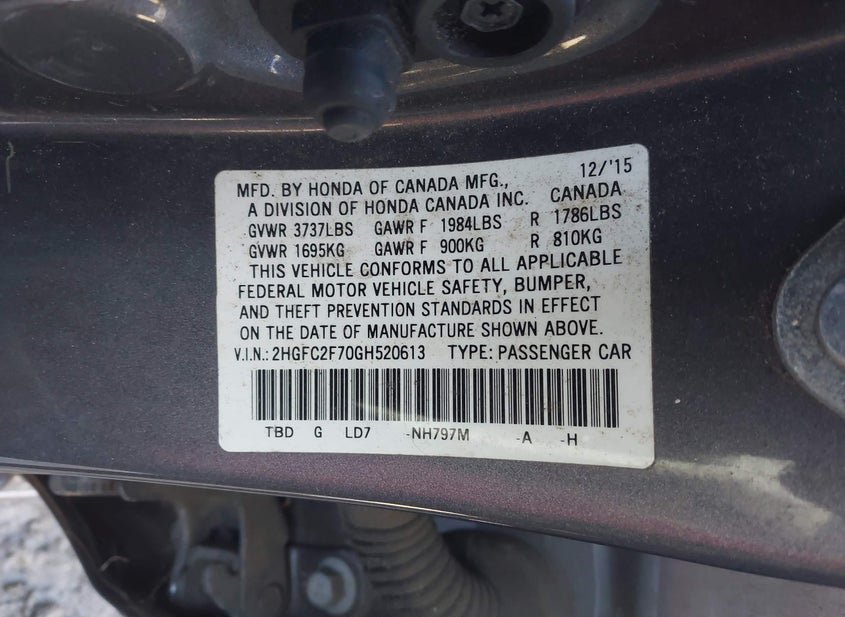 12/'15
MFD. BY HONDA OF CANADA MFG.,
A DIVISION OF HONDA CANADA INC. CANADA
GVWR 3737LBS GAWR F 1984LBS R 1786LBS
GVWR 1695KG GAWR F 900KG R 810KG
THIS VEHICLE CONFORMS TO ALL APPLICABLE
FEDERAL MOTOR VEHICLE SAFETY, BUMPER,
AND THEFT PREVENTION STANDARDS IN EFFECT
ON THE DATE OF MANUFACTURE SHOWN ABOVE.
V.I.N.: 2HGFC2F70GH520613 TYPE: PASSENGER CAR
TBD G LD7 -NH797M -A -H